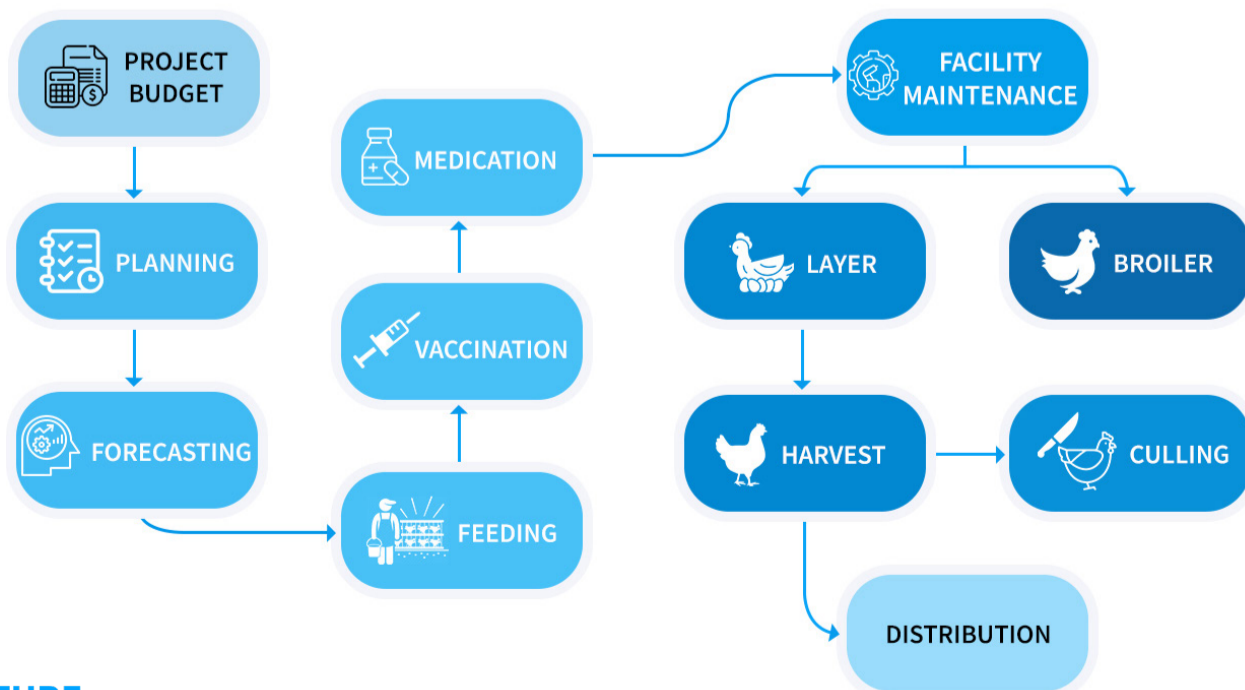 PROJECT
BUDGET
PLANNING
FORECASTING
FEEDING
VACCINATION
MEDICATION
FACILITY
MAINTENANCE
LAYER
BROILER
HARVEST
CULLING
DISTRIBUTION